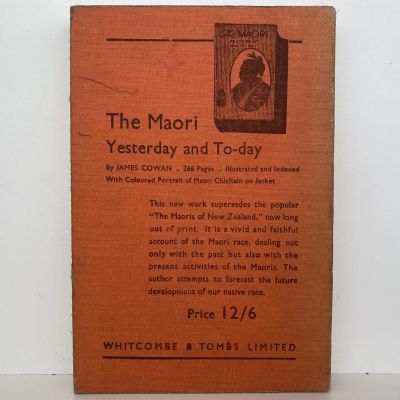 MAORI
The Maori
Yesterday and To-day
By JAMES COWAN .. 266 Pages .. Illustrated and Indexed
With Coloured Portrait of Maori Chieftain on Jacket
This new work supersedes the popular
"The Maoris of New Zealand," now long
out of print. It is a vivid and faithful
account of the Maori race, dealing not
only with the past but also with the
present activities of the Maoris. The
author attempts to forecast the future
development of our native race.
Price 12/6
WHITCOMBE & TOMBS LIMITED